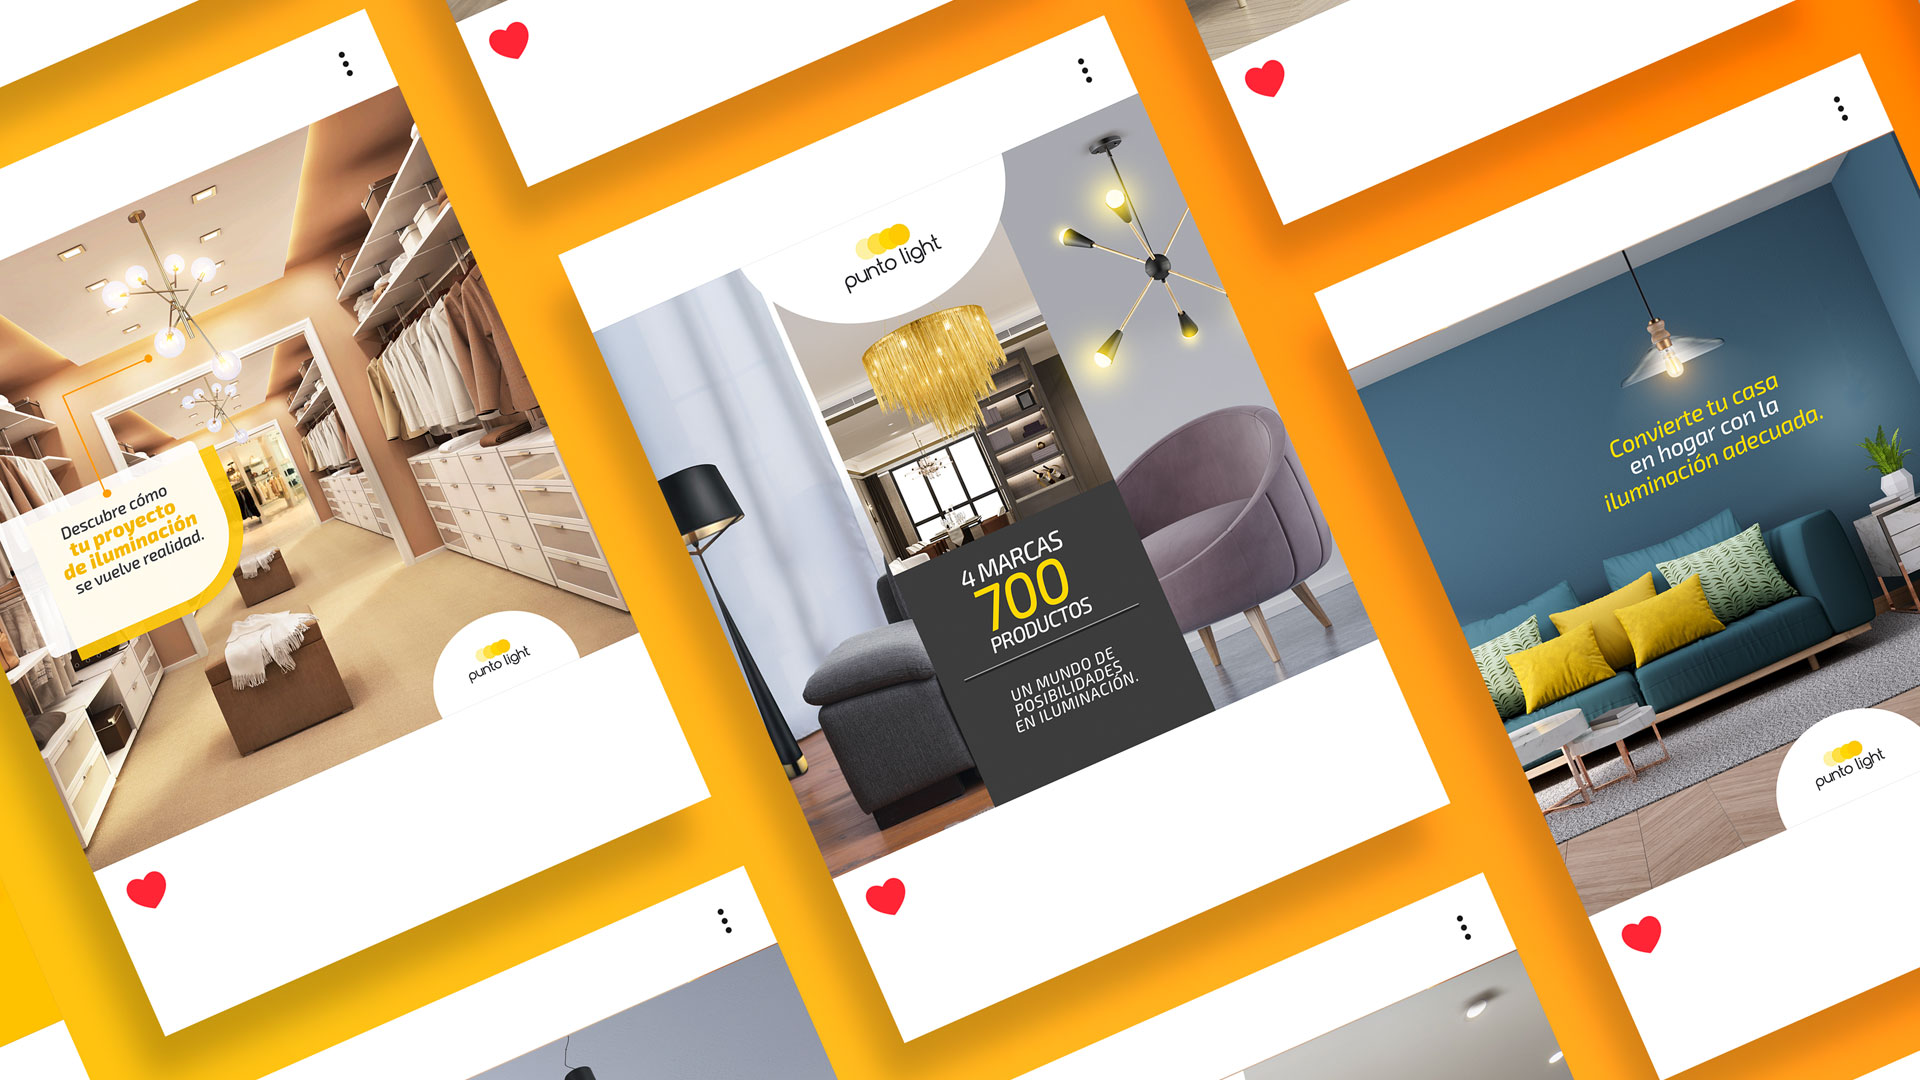 Descubre cómo
tu proyecto
de iluminación
se vuelve realidad.
punto light
punto light
4 MARCAS
700
PRODUCTOS
UN MUNDO DE
POSIBILIDADES
EN ILUMINACIÓN.
Convierte tu casa
en hogar con la
iluminación adecuada.
punto light